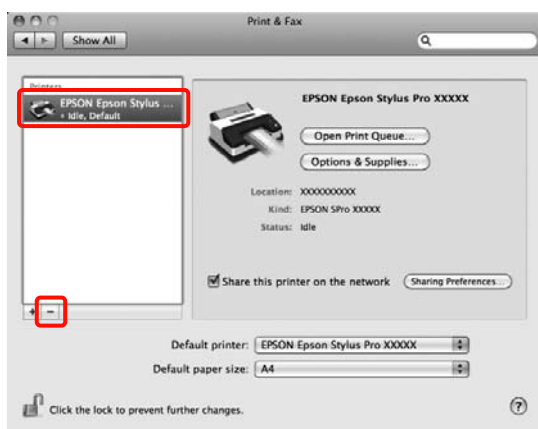 Print & Fax
Show All
Printers
EPSON Epson Stylus ...
• Idle, Default
EPSON Epson Stylus Pro XXXXX
Open Print Queue...
Options & Supplies...
Location: XXXXXXXXXX
Kind: EPSON SPro XXXXX
Status: Idle
Share this printer on the network
Sharing Preferences...
+ −
Default printer: EPSON Epson Stylus Pro XXXXX
Default paper size: A4
Click the lock to prevent further changes.
?